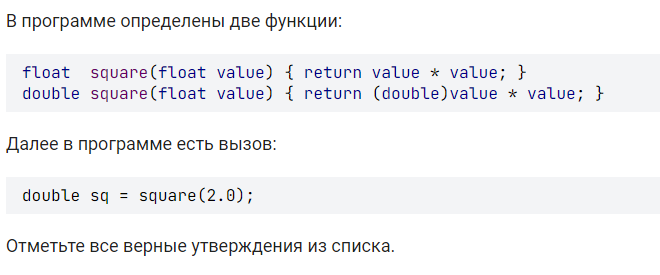 В программе определены две функции:
float  square(float value) { return value * value; }
double square(float value) { return (double)value * value; }
Далее в программе есть вызов:
double sq = square(2.0);
Отметьте все верные утверждения из списка.